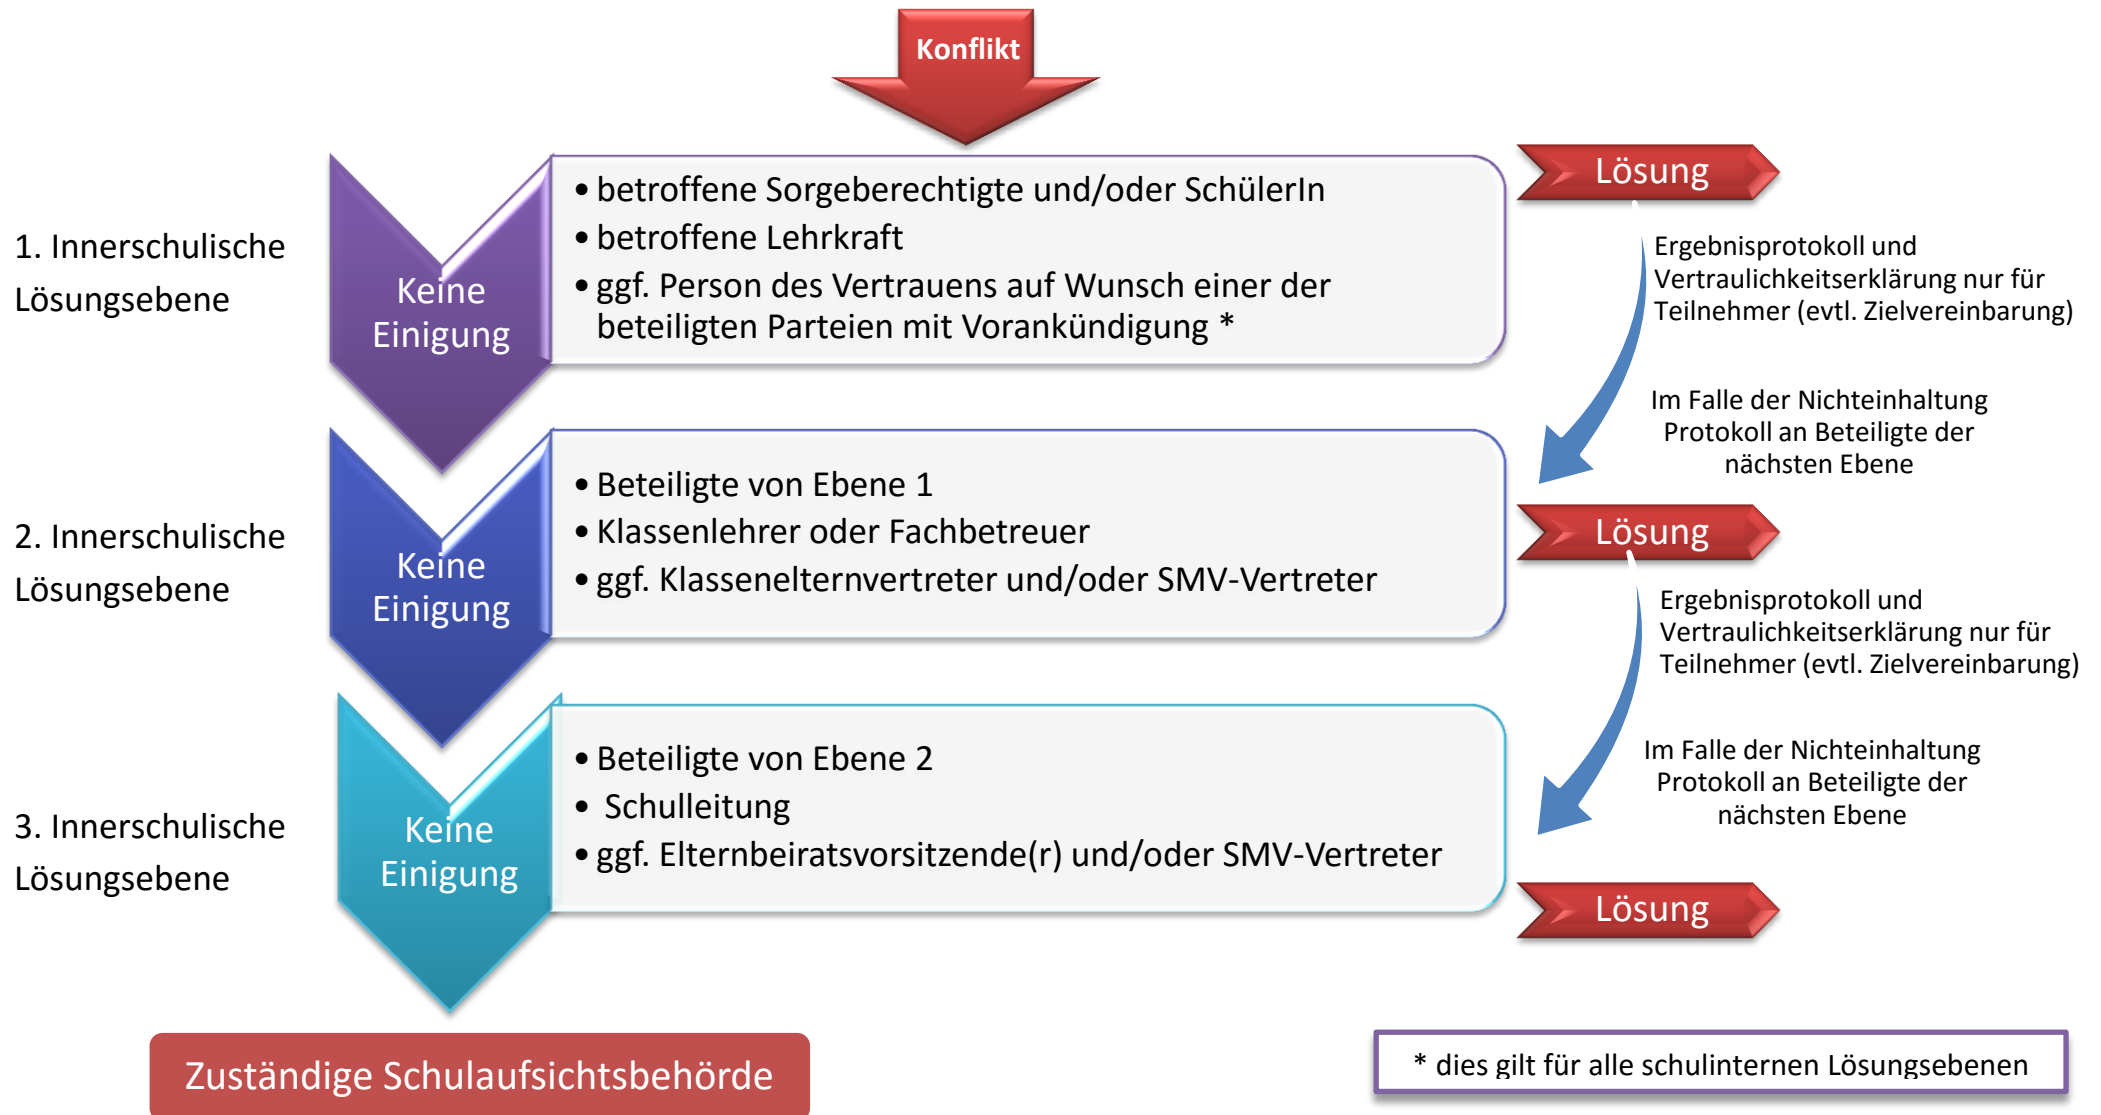 Konflikt
1. Innerschulische
Lösungsebene
Keine
Einigung
• betroffene Sorgeberechtigte und/oder SchülerIn
• betroffene Lehrkraft
• ggf. Person des Vertrauens auf Wunsch einer der
beteiligten Parteien mit Vorankündigung *
Lösung
Ergebnisprotokoll und
Vertraulichkeitserklärung nur für
Teilnehmer (evtl. Zielvereinbarung)
Im Falle der Nichteinhaltung
Protokoll an Beteiligte der
nächsten Ebene
2. Innerschulische
Lösungsebene
Keine
Einigung
• Beteiligte von Ebene 1
• Klassenlehrer oder Fachbetreuer
• ggf. Klassenelternvertreter und/oder SMV-Vertreter
Lösung
Ergebnisprotokoll und
Vertraulichkeitserklärung nur für
Teilnehmer (evtl. Zielvereinbarung)
Im Falle der Nichteinhaltung
Protokoll an Beteiligte der
nächsten Ebene
3. Innerschulische
Lösungsebene
Keine
Einigung
• Beteiligte von Ebene 2
• Schulleitung
• ggf. Elternbeiratsvorsitzende(r) und/oder SMV-Vertreter
Lösung
Zuständige Schulaufsichtsbehörde
* dies gilt für alle schulinternen Lösungsebenen